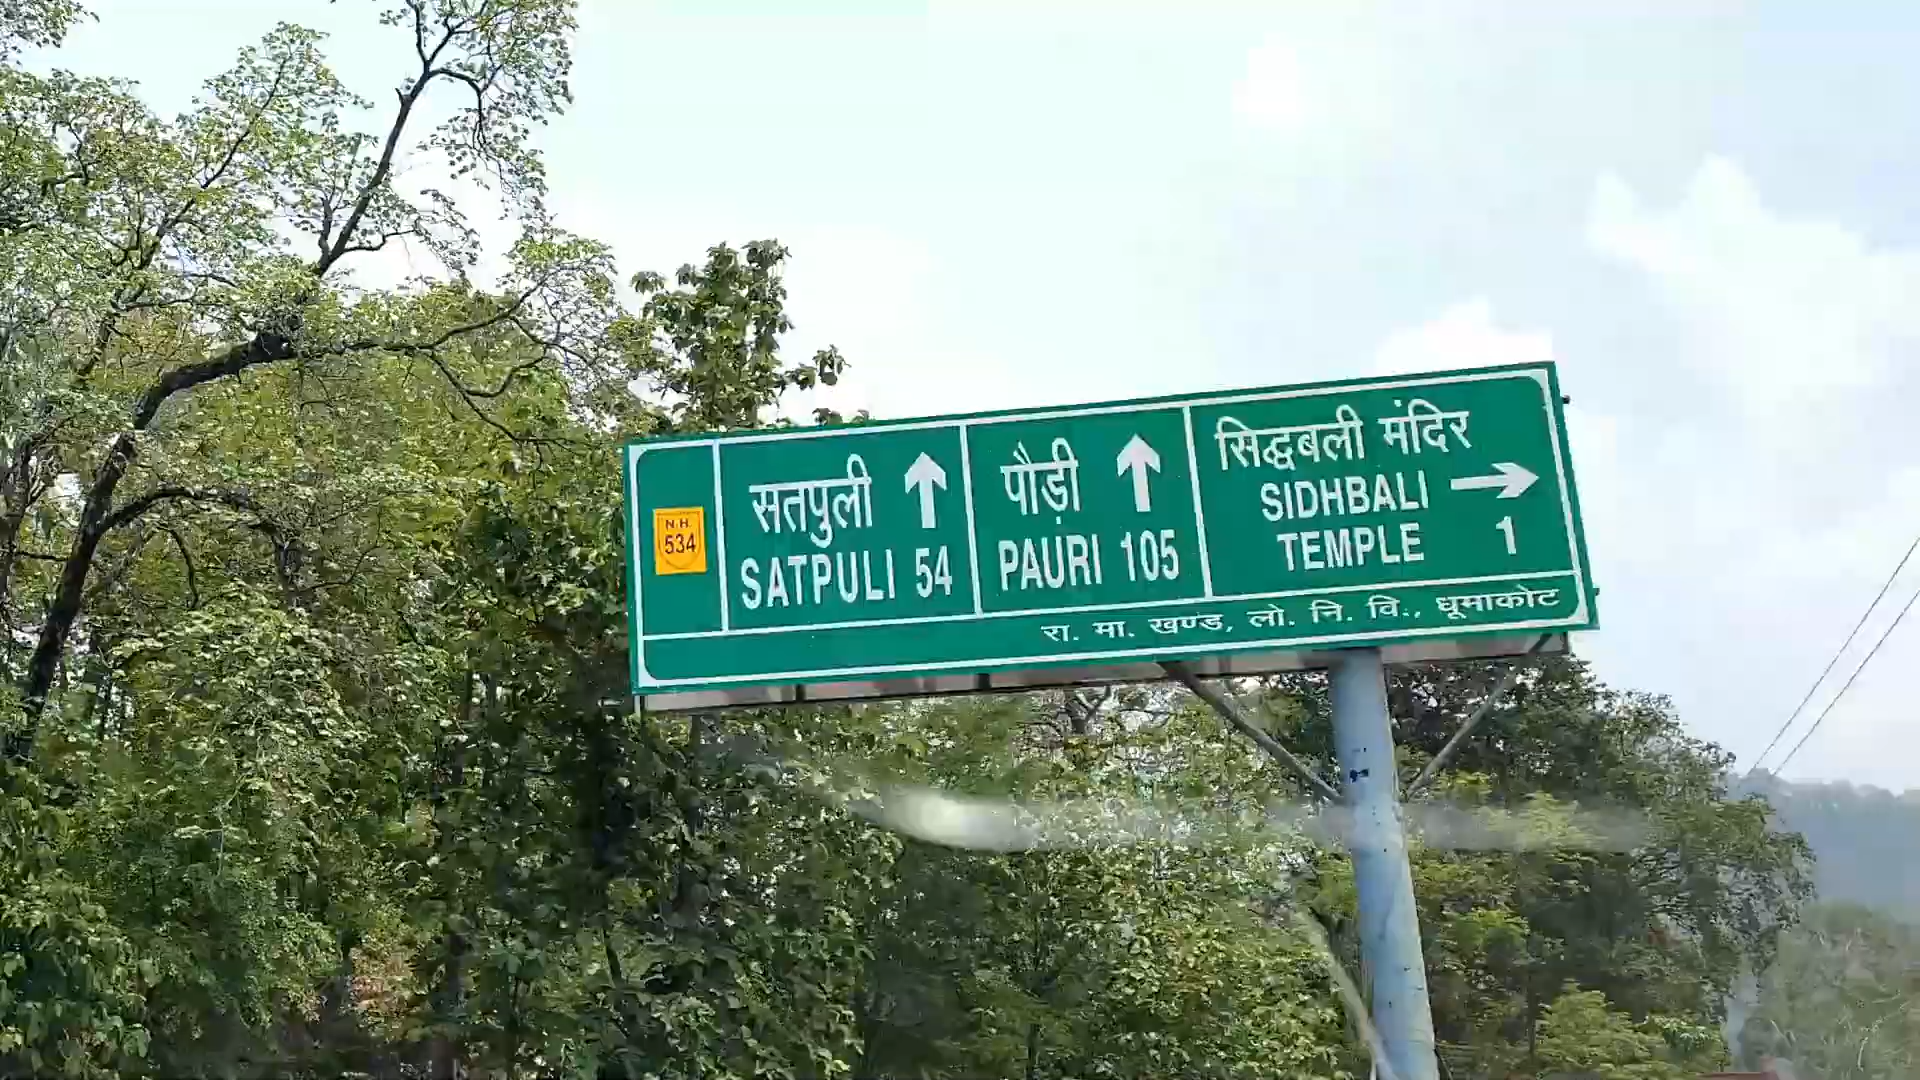 N.H.
534
सतपुली
SATPULI 54
पौड़ी
PAURI 105
सिद्धबली मंदिर
SIDHBALI
TEMPLE 1
रा. मा. खण्ड, लो. नि. वि., धूमाकोट